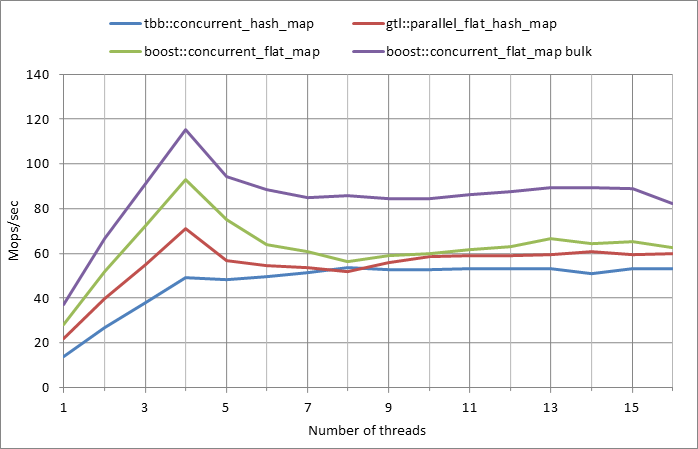 tbb::concurrent_hash_map gtl::parallel_flat_hash_map
boost::concurrent_flat_map boost::concurrent_flat_map bulk
140
120
100
80
60
40
20
0
Mops/sec
1 3 5 7 9 11 13 15
Number of threads